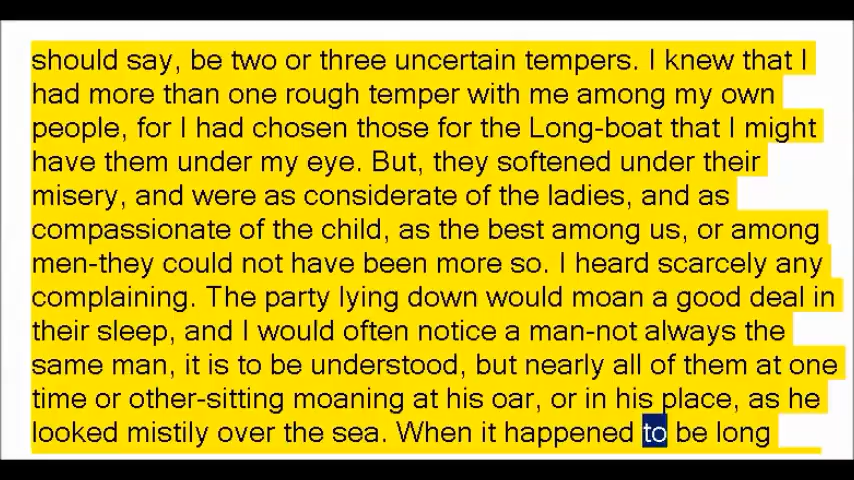 should say, be two or three uncertain tempers. I knew that I
had more than one rough temper with me among my own
people, for I had chosen those for the Long-boat that I might
have them under my eye. But, they softened under their
misery, and were as considerate of the ladies, and as
compassionate of the child, as the best among us, or among
men-they could not have been more so. I heard scarcely any
complaining. The party lying down would moan a good deal in
their sleep, and I would often notice a man-not always the
same man, it is to be understood, but nearly all of them at one
time or other-sitting moaning at his oar, or in his place, as he
looked mistily over the sea. When it happened to be long